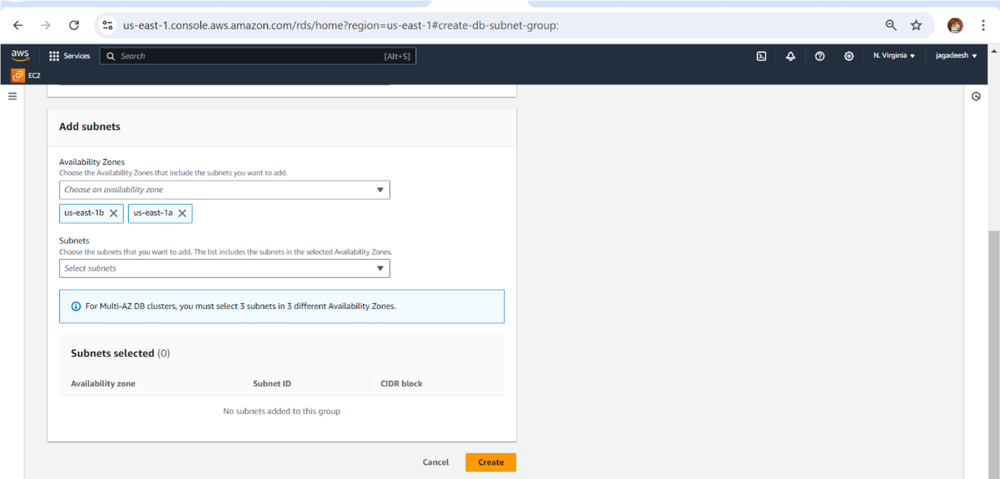 us-east-1.console.aws.amazon.com/rds/home?region=us-east-1#create-db-subnet-group:
aws Services Search [Alt+S] N. Virginia jagadeesh
EC2
Add subnets
Availability Zones
Choose the Availability Zones that include the subnets you want to add.
Choose an availability zone
us-east-1b us-east-1a
Subnets
Choose the subnets that you want to add. The list includes the subnets in the selected Availability Zones.
Select subnets
For Multi-AZ DB clusters, you must select 3 subnets in 3 different Availability Zones.
Subnets selected (0)
Availability zone Subnet ID CIDR block
No subnets added to this group
Cancel Create